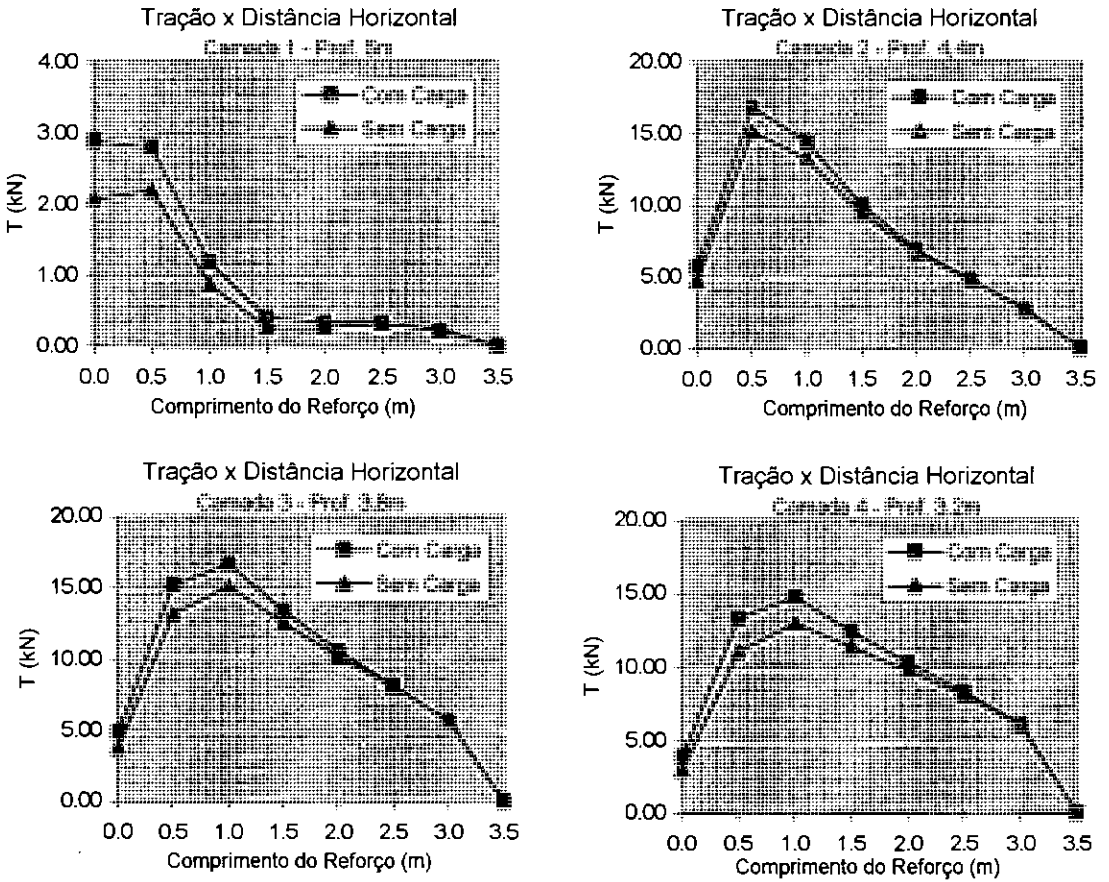 Tração x Distância Horizontal
Camada 1 - Prof. 5m
4.00
3.00
2.00
1.00
0.00
T (kN)
Com Carga
Sem Carga
0.0 0.5 1.0 1.5 2.0 2.5 3.0 3.5
Comprimento do Reforço (m)
Tração x Distância Horizontal
Camada 2 - Prof. 4,4m
20.00
15.00
10.00
5.00
0.00
T (kN)
Com Carga
Sem Carga
0.0 0.5 1.0 1.5 2.0 2.5 3.0 3.5
Comprimento do Reforço (m)
Tração x Distância Horizontal
Camada 3 - Prof. 3.8m
20.00
15.00
10.00
5.00
0.00
T (kN)
Com Carga
Sem Carga
0.0 0.5 1.0 1.5 2.0 2.5 3.0 3.5
Comprimento do Reforço (m)
Tração x Distância Horizontal
Camada 4 - Prof. 3.2m
20.00
15.00
10.00
5.00
0.00
T (kN)
Com Carga
Sem Carga
0.0 0.5 1.0 1.5 2.0 2.5 3.0 3.5
Comprimento do Reforço (m)